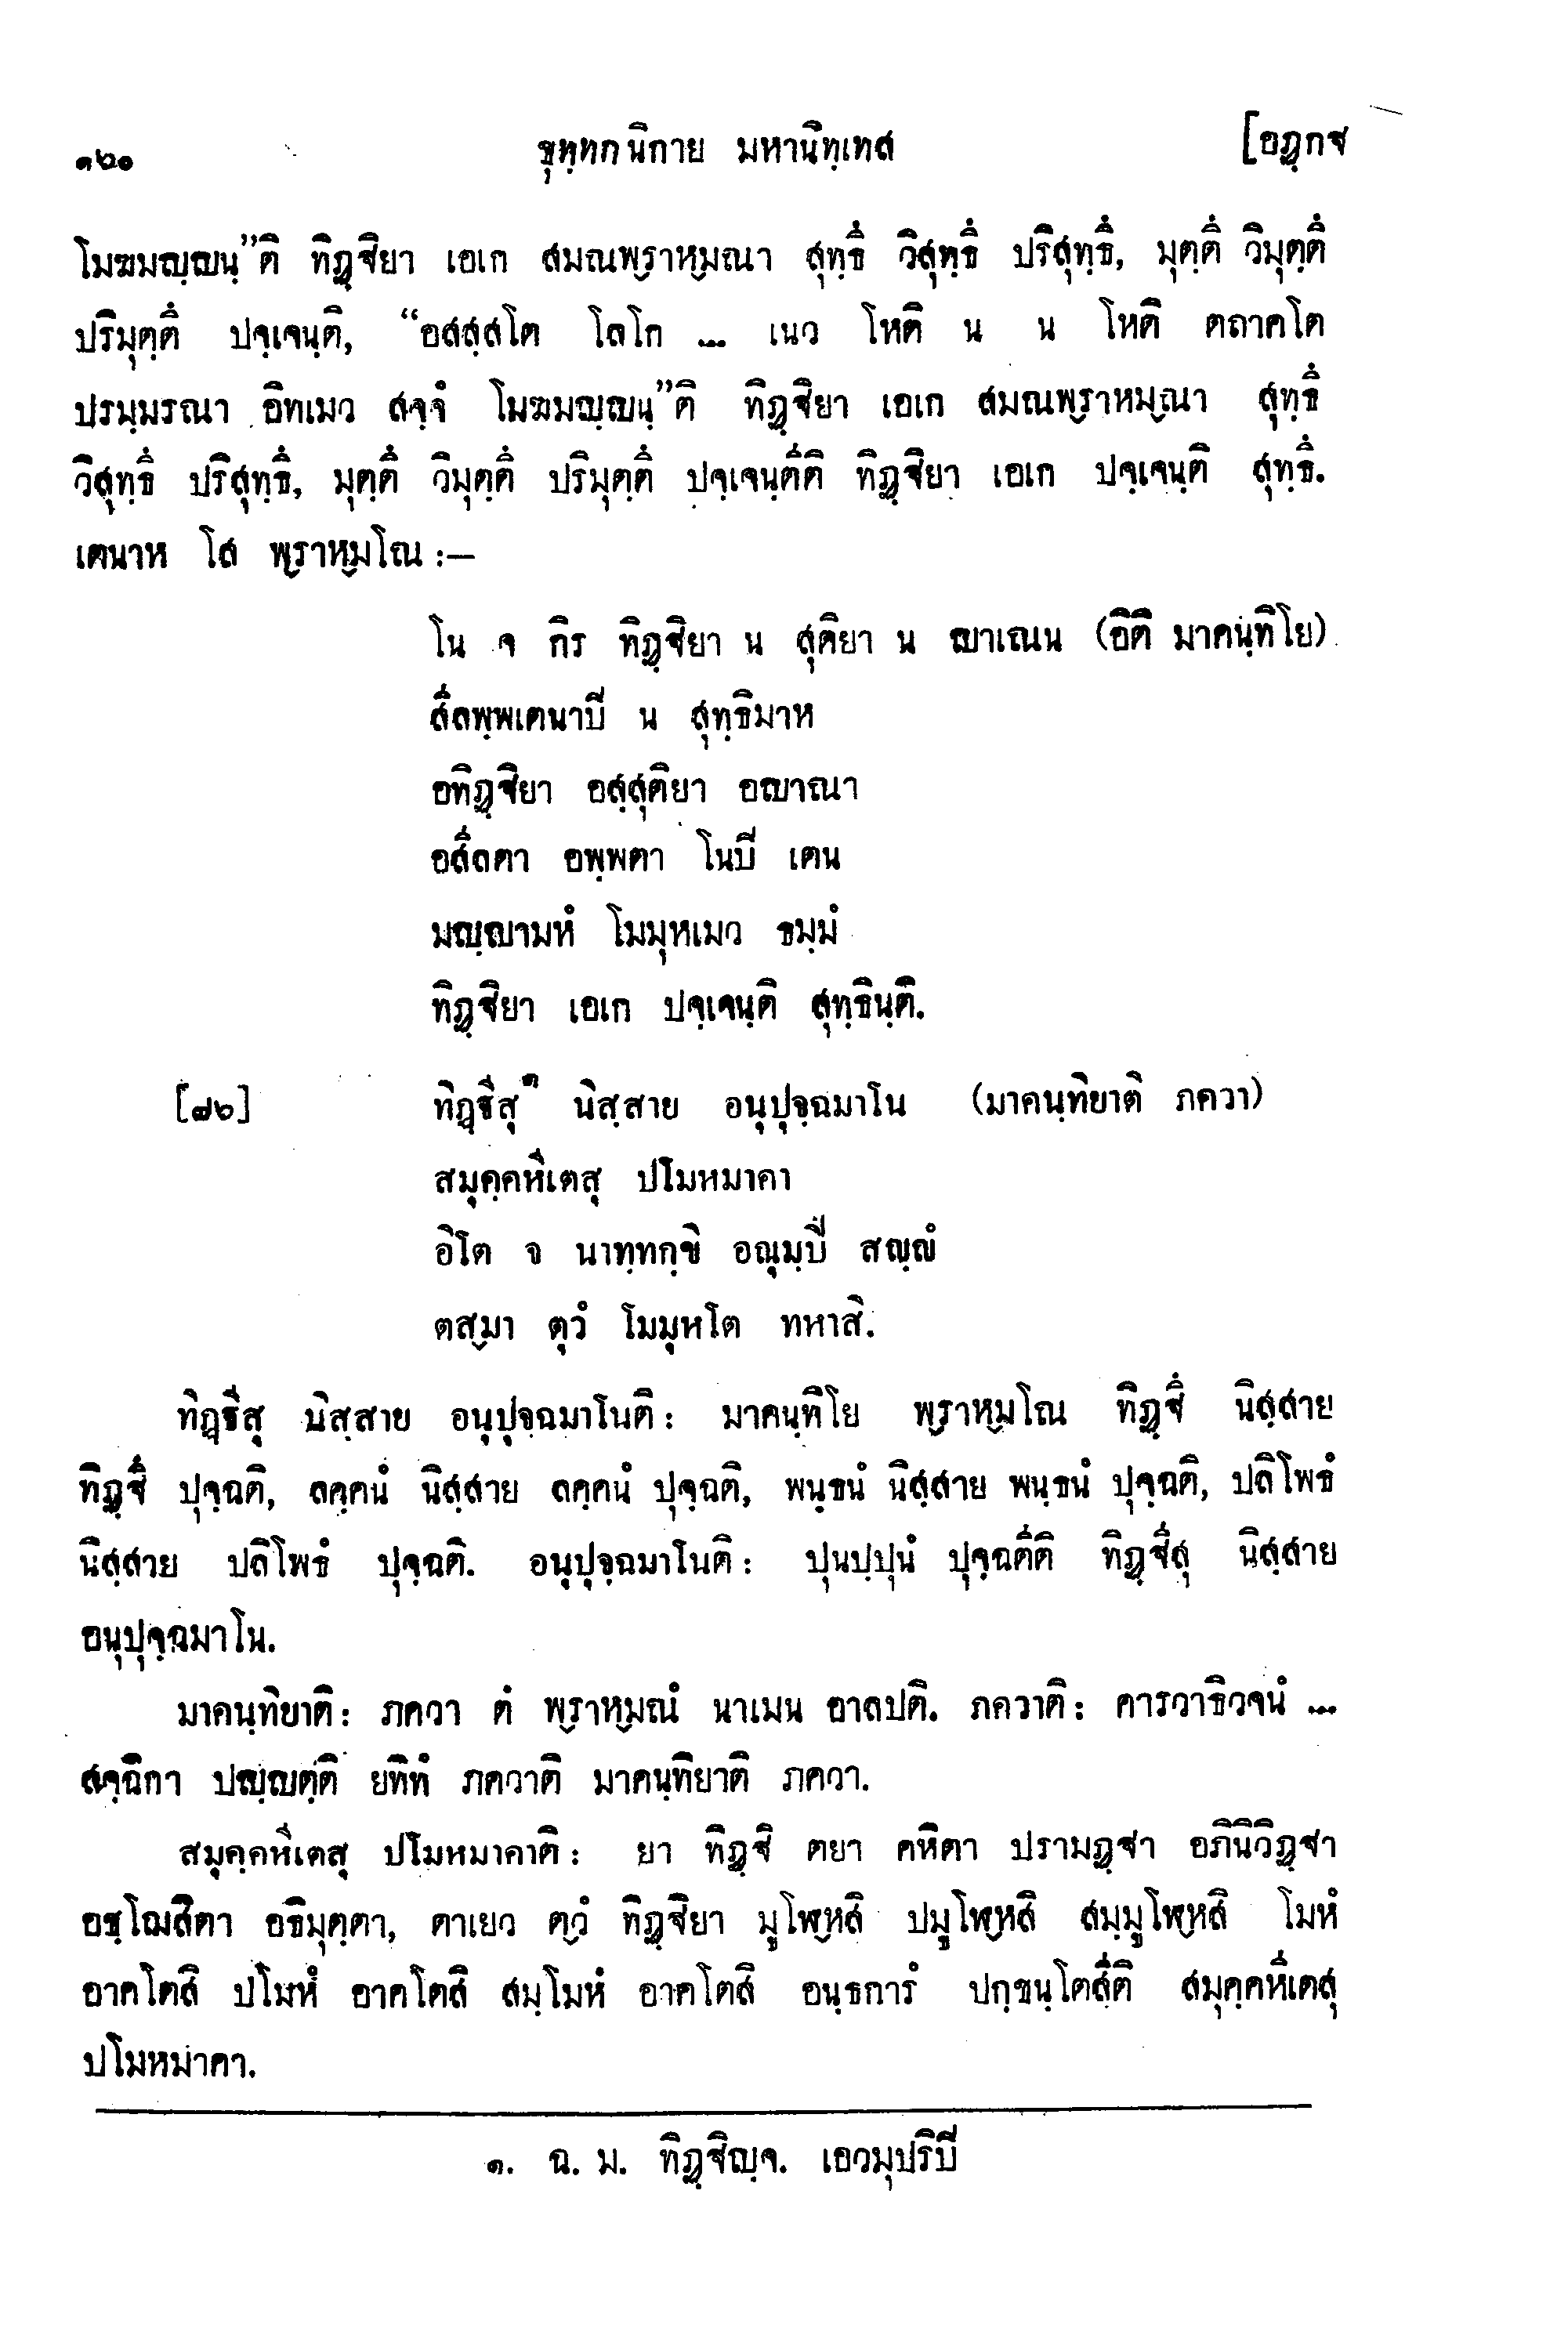 ๑๒๐ ขุทฺทกนิกาย มหานิทฺเทส [อฏฺก
โมฆมญฺญนฺ”ติ ทิฏฺฐิยา เอเก สมณพฺราหฺมณา สุทฺธึ วิสุทฺธึ ปริสุทฺธึ, มุตฺตึ วิมุตฺตึ
ปริมุตฺตึ ปจฺเจนฺติ, “อสสฺสโต โลโก ... เนว โหติ น น โหติ ตถาคโต
ปรมฺมรณา อิทเมว สจฺจํ โมฆมญฺญนฺ”ติ ทิฏฺฐิยา เอเก สมณพฺราหมฺณา สุทฺธึ
วิสุทฺธึ ปริสุทฺธึ, มุตฺตึ วิมุตฺตึ ปริมุตฺตึ ปจฺเจนฺตีติ ทิฏฺฐิยา เอเก ปจฺเจนฺติ สุทฺธึ.
เตนาห โส พฺราหฺมโณ :—
โน จ กิร ทิฏฺฐิยา น สุติยา น ญาเณน (อิติ มาคนฺทิโย)
สีลพฺพเตนาปิ น สุทฺธิมาห
อทิฏฺฐิยา อสฺสุติยา อญาณา
อสีลตา อพฺพตา โนปิ เตน
มญฺญามหํ โมมุหเมว ธมฺมํ
ทิฏฺฐิยา เอเก ปจฺเจนฺติ สุทฺธินฺติ.
[๗๖] ทิฏฺฐีสุ๑ นิสฺสาย อนุปุจฺฉมาโน (มาคนฺทิยาติ ภควา)
สมุคฺคหีเตสุ ปโมหมาคา
อิโต จ นาทฺทกฺขิ อณุมฺปิ สญฺญํ
ตสฺมา ตุวํ โมมุหโต ทหาสิ.
ทิฏฺฐีสุ นิสฺสาย อนุปุจฺฉมาโนติ : มาคนฺทิโย พฺราหฺมโณ ทิฏฺฐึ นิสฺสาย
ทิฏฺฐึ ปุจฺฉติ, ลคฺคนํ นิสฺสาย ลคฺคนํ ปุจฺฉติ, พนฺธนํ นิสฺสาย พนฺธนํ ปุจฺฉติ, ปลิโพธํ
นิสฺสาย ปลิโพธํ ปุจฺฉติ. อนุปุจฺฉมาโนติ : ปุนปฺปุนํ ปุจฺฉตีติ ทิฏฺฐีสุ นิสฺสาย
อนุปุจฺฉมาโน.
มาคนฺทิยาติ : ภควา ตํ พฺราหฺมณํ นาเมน อาลปติ. ภควาติ : คารวาธิวจนํ ...
สจฺฉิกา ปญฺญตฺติ ยทิทํ ภควาติ มาคนฺทิยาติ ภควา.
สมุคฺคหีเตสุ ปโมหมาคาติ : ยา ทิฏฺฐิ ตยา คหิตา ปรามฏฺฐา อภินิวิฏฺฐา
อชฺโฌสิตา อธิมุตฺตา, ตาเยว ตฺวํ ทิฏฺฐิยา มูโฬฺหสิ ปมูโฬฺหสิ สมฺมูโฬฺหสิ โมหํ
อาคโตสิ ปโมหํ อาคโตสิ สมฺโมหํ อาคโตสิ อนฺธการํ ปกฺขนฺโตสีติ สมุคฺคหีเตสุ
ปโมหมาคา.
๑. ฉ. ม. ทิฏฺฐิญฺจ. เอวมุปริปิ